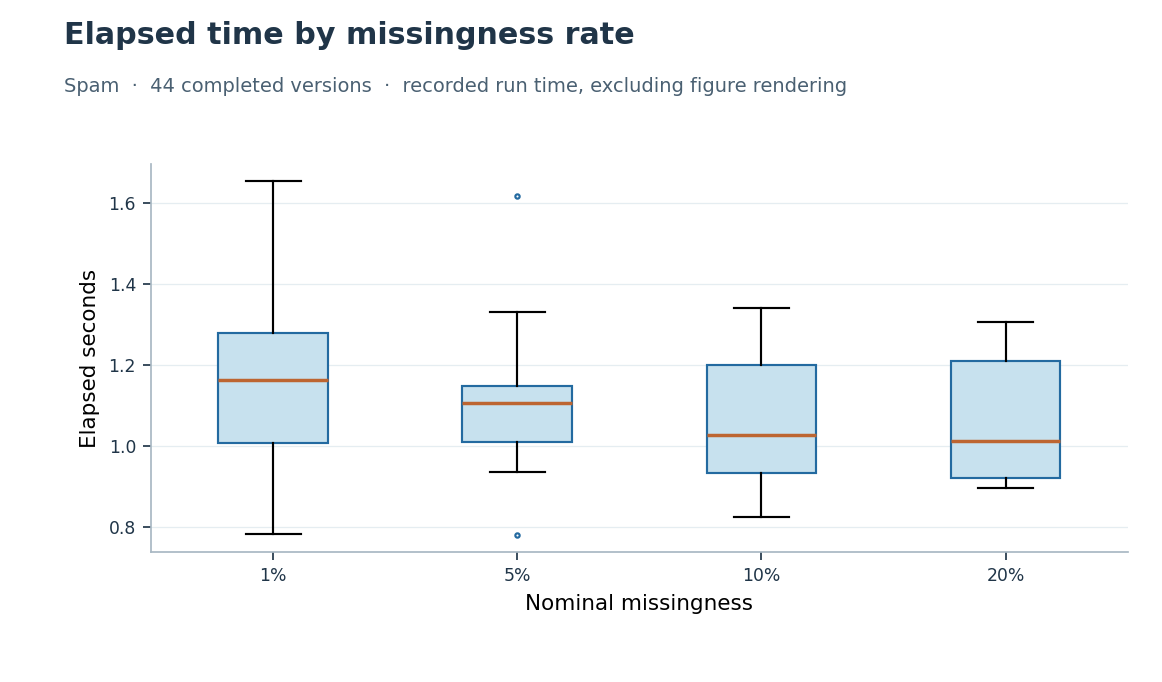 Elapsed time by missingness rate
Spam · 44 completed versions · recorded run time, excluding figure rendering
Elapsed seconds
1.6
1.4
1.2
1.0
0.8
1%
5%
10%
20%
Nominal missingness